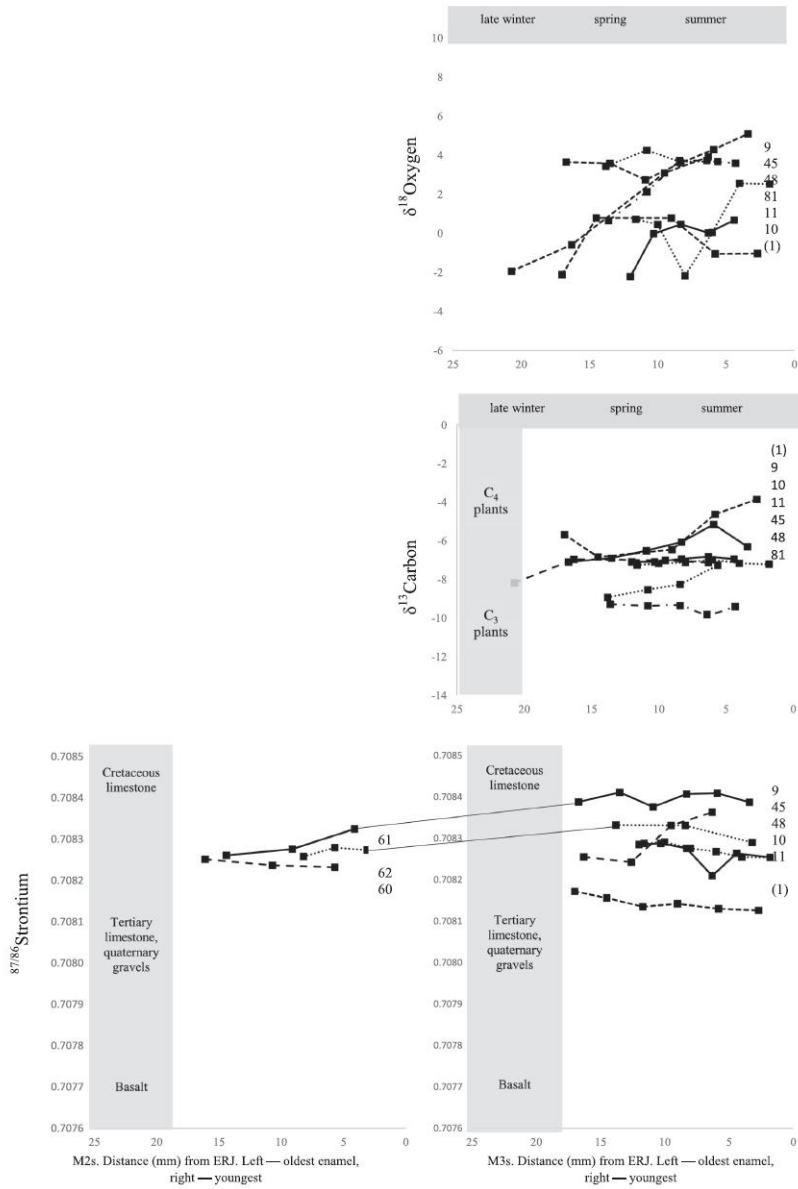 late winter spring summer
10
8
6
4
2
0
-2
-4
-6
δ18Oxygen
9
45
48
81
11
10
(1)
25 20 15 10 5 0
late winter spring summer
0
-2
-4
-6
-8
-10
-12
-14
δ13Carbon
C4
plants
C3
plants
(1)
9
10
11
45
48
81
25 20 15 10 5 0
0.7085
0.7084
0.7083
0.7082
0.7081
0.7080
0.7079
0.7078
0.7077
0.7076
87/86Strontium
Cretaceous
limestone
Tertiary
limestone,
quaternary
gravels
Basalt
61
62
60
25 20 15 10 5 0
M2s. Distance (mm) from ERJ. Left — oldest enamel,
right — youngest
0.7085
0.7084
0.7083
0.7082
0.7081
0.7080
0.7079
0.7078
0.7077
0.7076
Cretaceous
limestone
Tertiary
limestone,
quaternary
gravels
Basalt
9
45
48
10
11
(1)
25 20 15 10 5 0
M3s. Distance (mm) from ERJ. Left — oldest enamel,
right — youngest